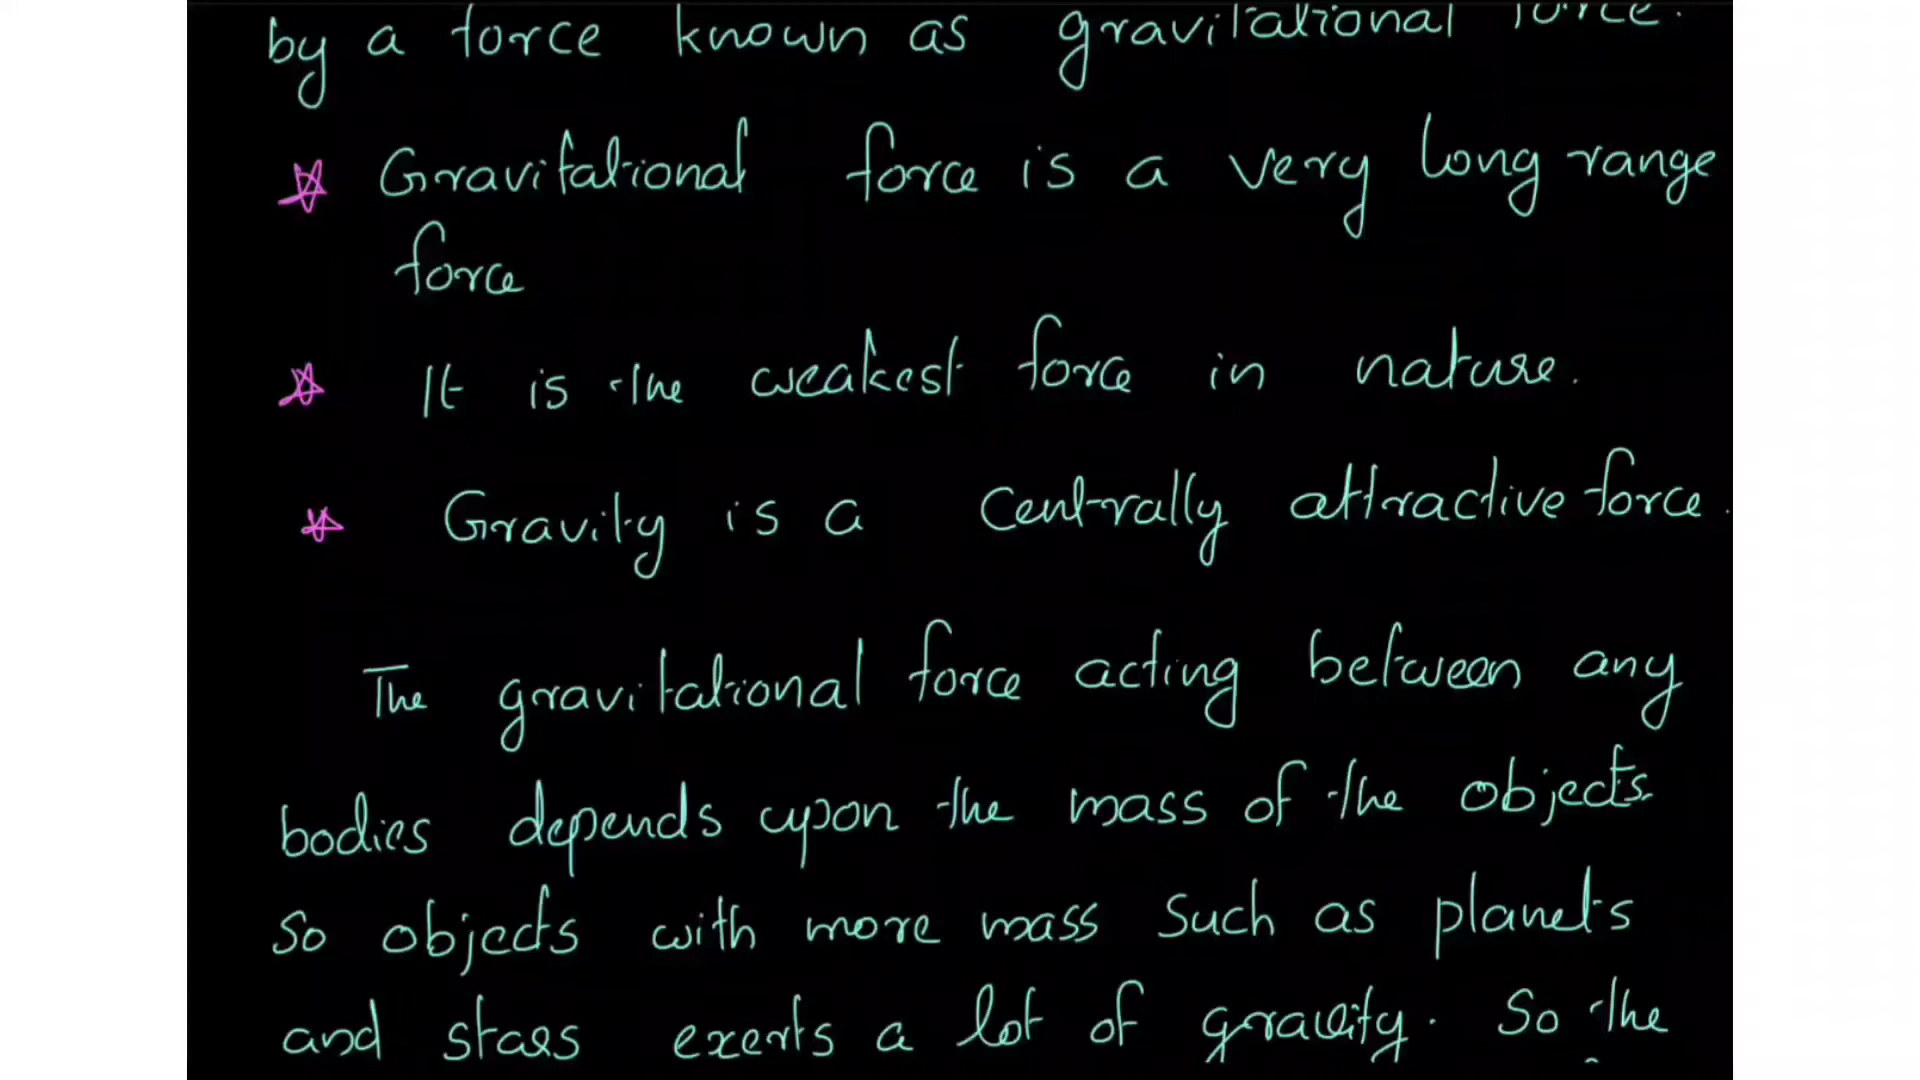 by a force known as gravitational force.
Gravitational force is a very long range
force
It is the weakest force in nature.
Gravity is a Centrally attractive force.
The gravitational force acting between any
bodies depends upon the mass of the objects.
So objects with more mass Such as planets
and stars exerts a lot of gravity. So the